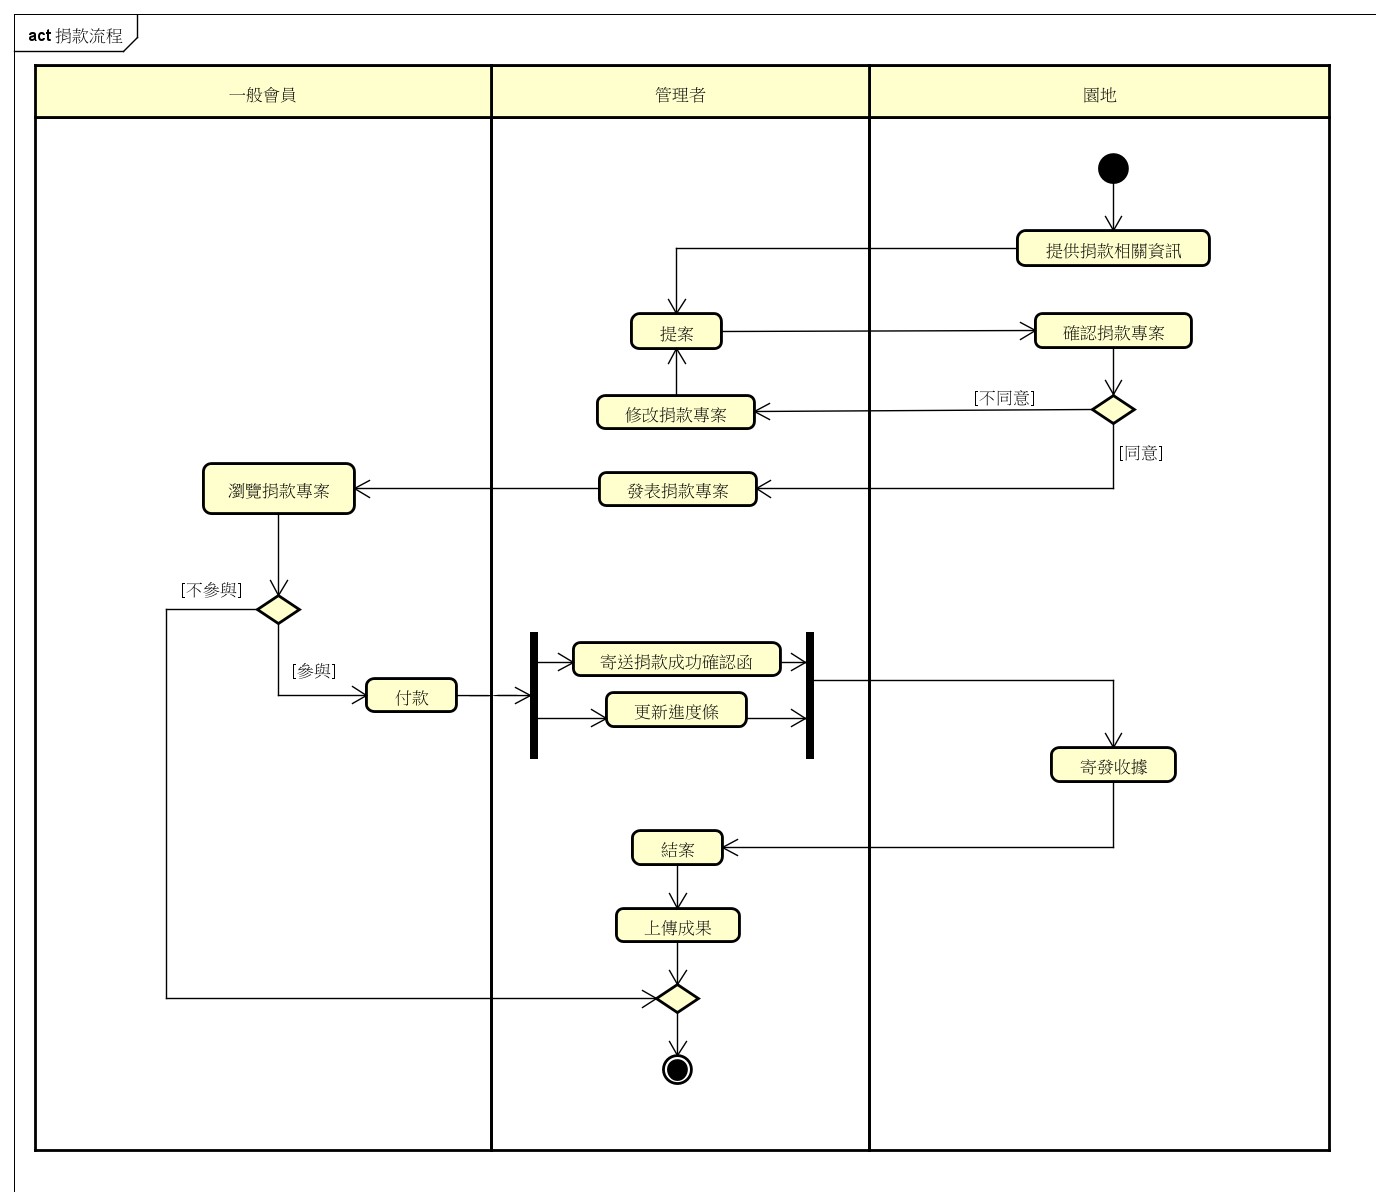 act 捐款流程
一般會員
管理者
園地
提供捐款相關資訊
提案
確認捐款專案
[不同意]
修改捐款專案
[同意]
瀏覽捐款專案
發表捐款專案
[不參與]
[參與]
寄送捐款成功確認函
付款
更新進度條
寄發收據
結案
上傳成果